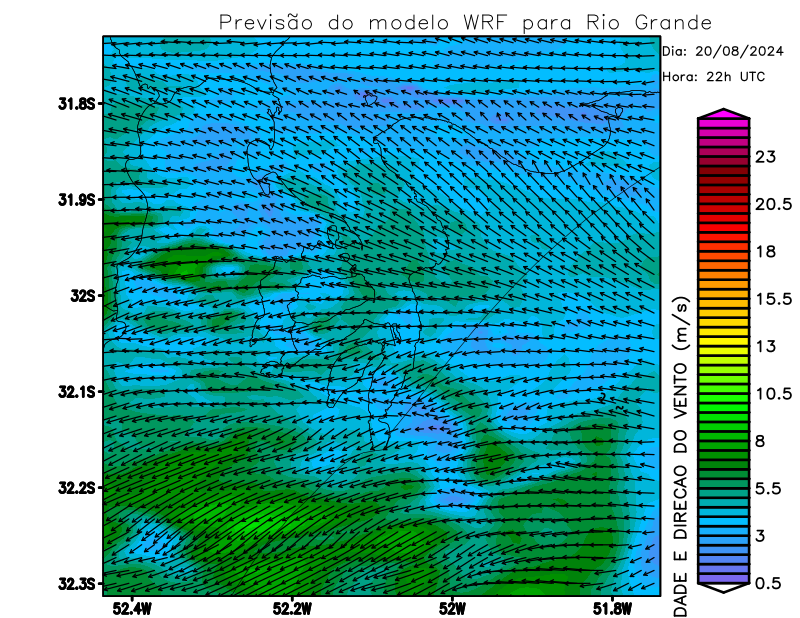 Previsão do modelo WRF para Rio Grande
Dia: 20/08/2024
Hora: 22h UTC
31.8S
31.9S
32S
32.1S
32.2S
32.3S
52.4W 52.2W 52W 51.8W
23
20.5
18
15.5
13
10.5
8
5.5
3
0.5
DADE E DIRECAO DO VENTO (m/s)